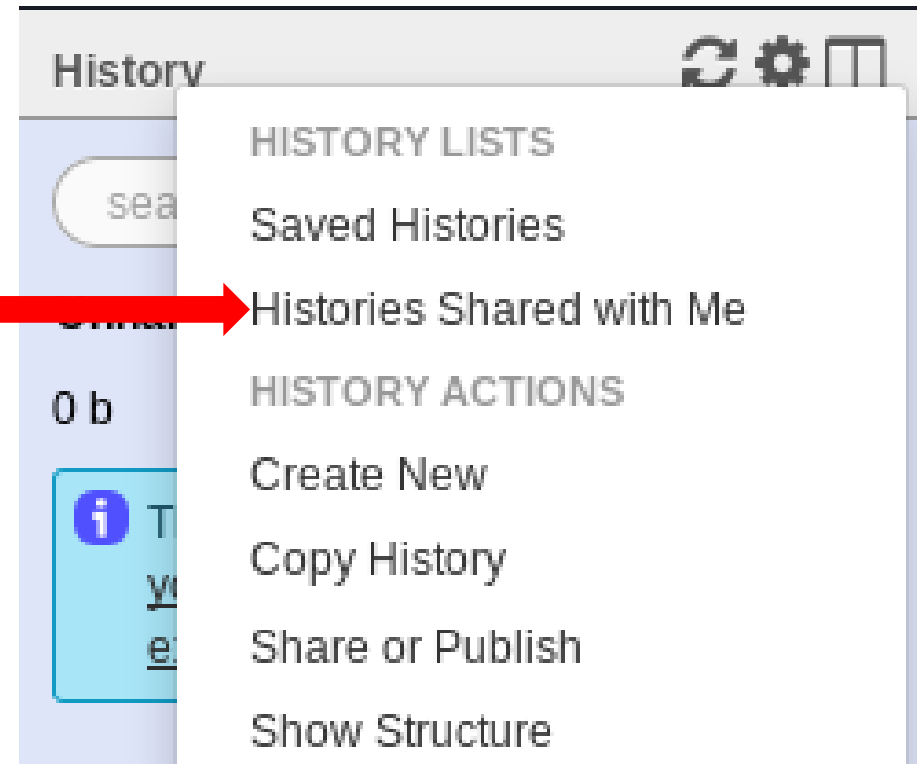 History
HISTORY LISTS
sea
Saved Histories
Histories Shared with Me
0 b
HISTORY ACTIONS
Create New
Copy History
Share or Publish
Show Structure